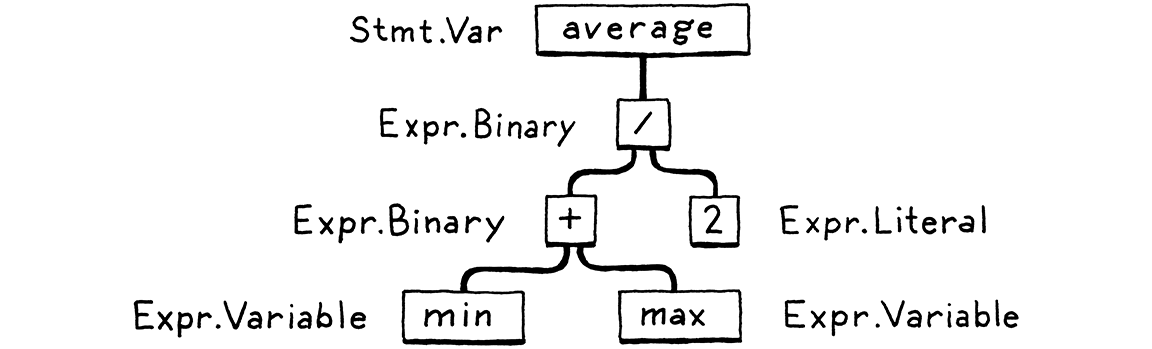 Stmt.Var average
Expr.Binary /
Expr.Binary + 2 Expr.Literal
Expr.Variable min max Expr.Variable